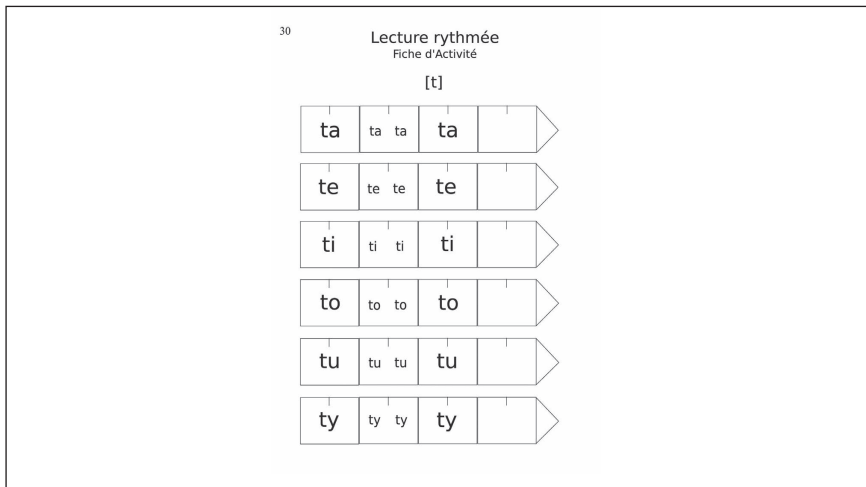 30
Lecture rythmée
Fiche d'Activité
[t]
ta ta ta ta
te te te te
ti ti ti ti
to to to to
tu tu tu tu
ty ty ty ty